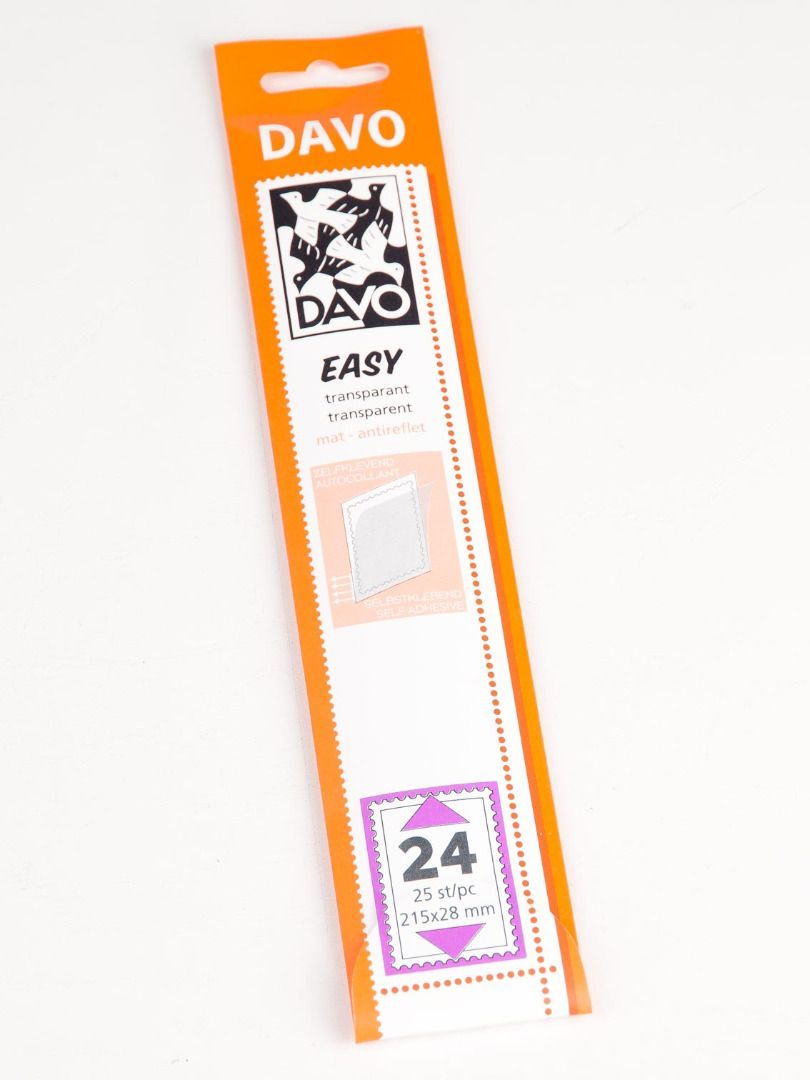 DAVO
DAVO
EASY
transparant
transparent
mat - antireflet
ZELFKLEVEND
AUTOCOLLANT
SELBSTKLEBEND
SELF ADHESIVE
24
25 st/pc
215x28 mm